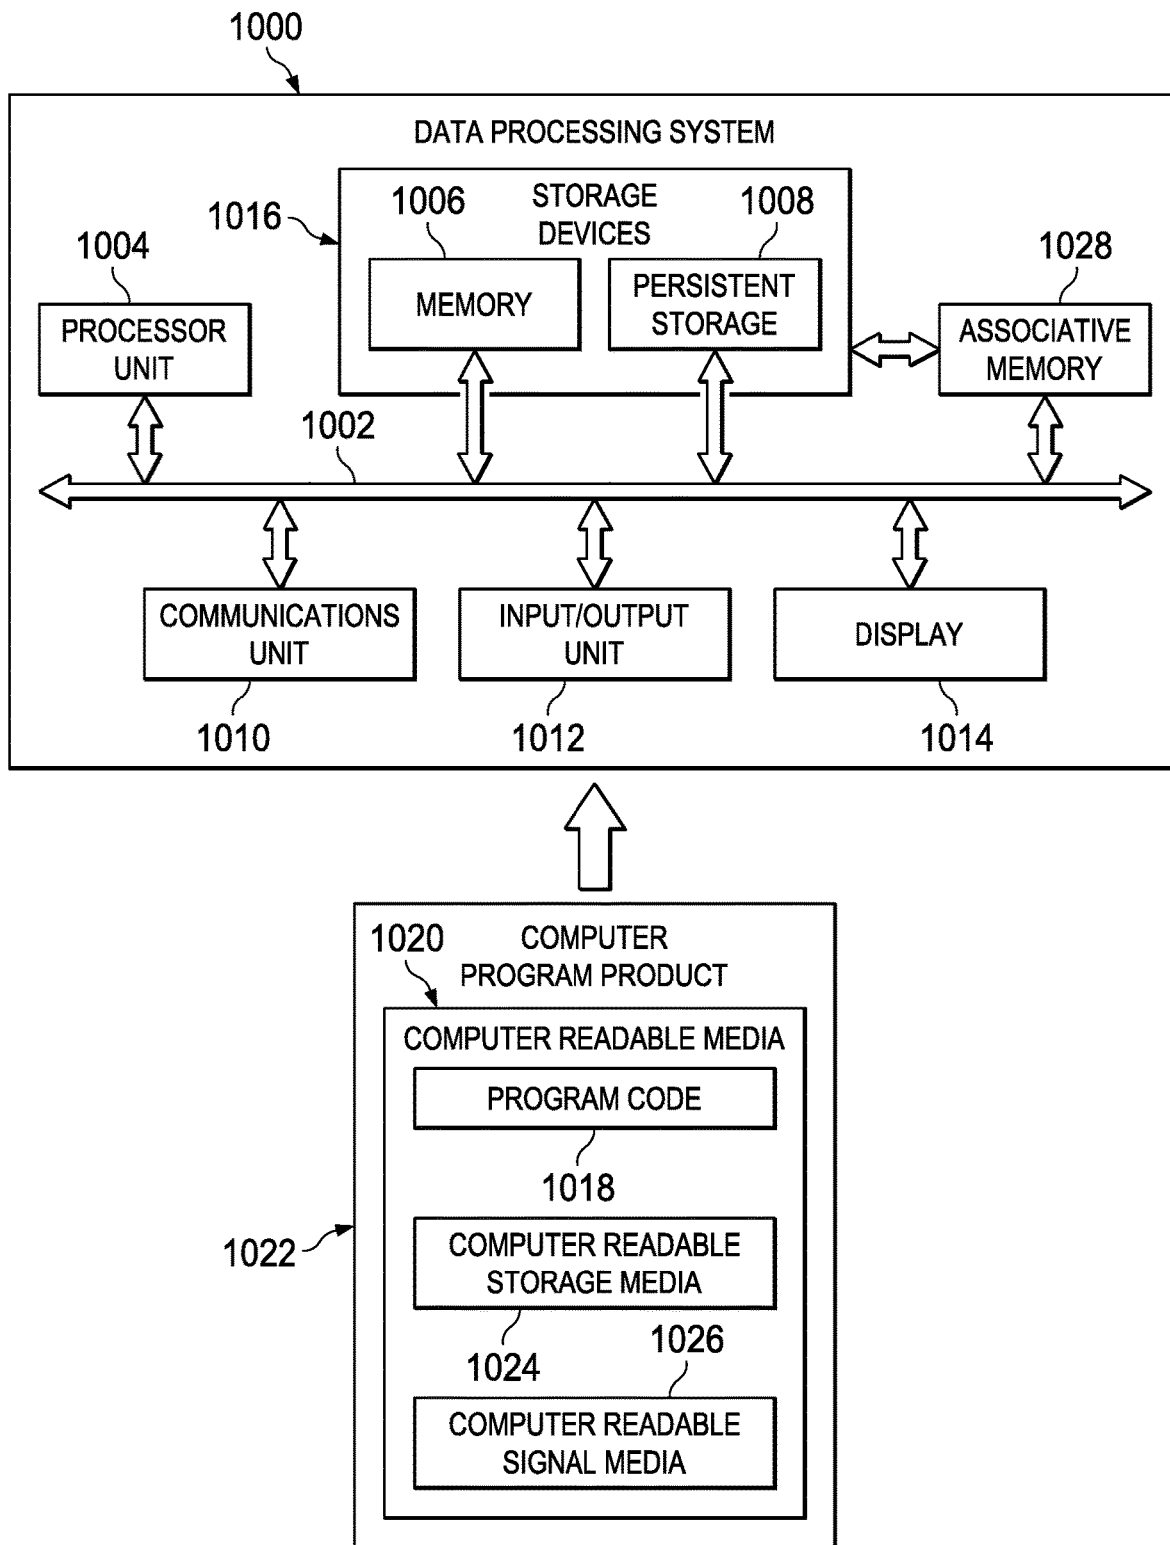 1000
DATA PROCESSING SYSTEM
1016
1006
STORAGE
DEVICES
1008
1004
1028
MEMORY
PERSISTENT
STORAGE
PROCESSOR
UNIT
ASSOCIATIVE
MEMORY
1002
COMMUNICATIONS
UNIT
INPUT/OUTPUT
UNIT
DISPLAY
1010
1012
1014
1020
COMPUTER
PROGRAM PRODUCT
COMPUTER READABLE MEDIA
PROGRAM CODE
1018
1022
COMPUTER READABLE
STORAGE MEDIA
1024
1026
COMPUTER READABLE
SIGNAL MEDIA